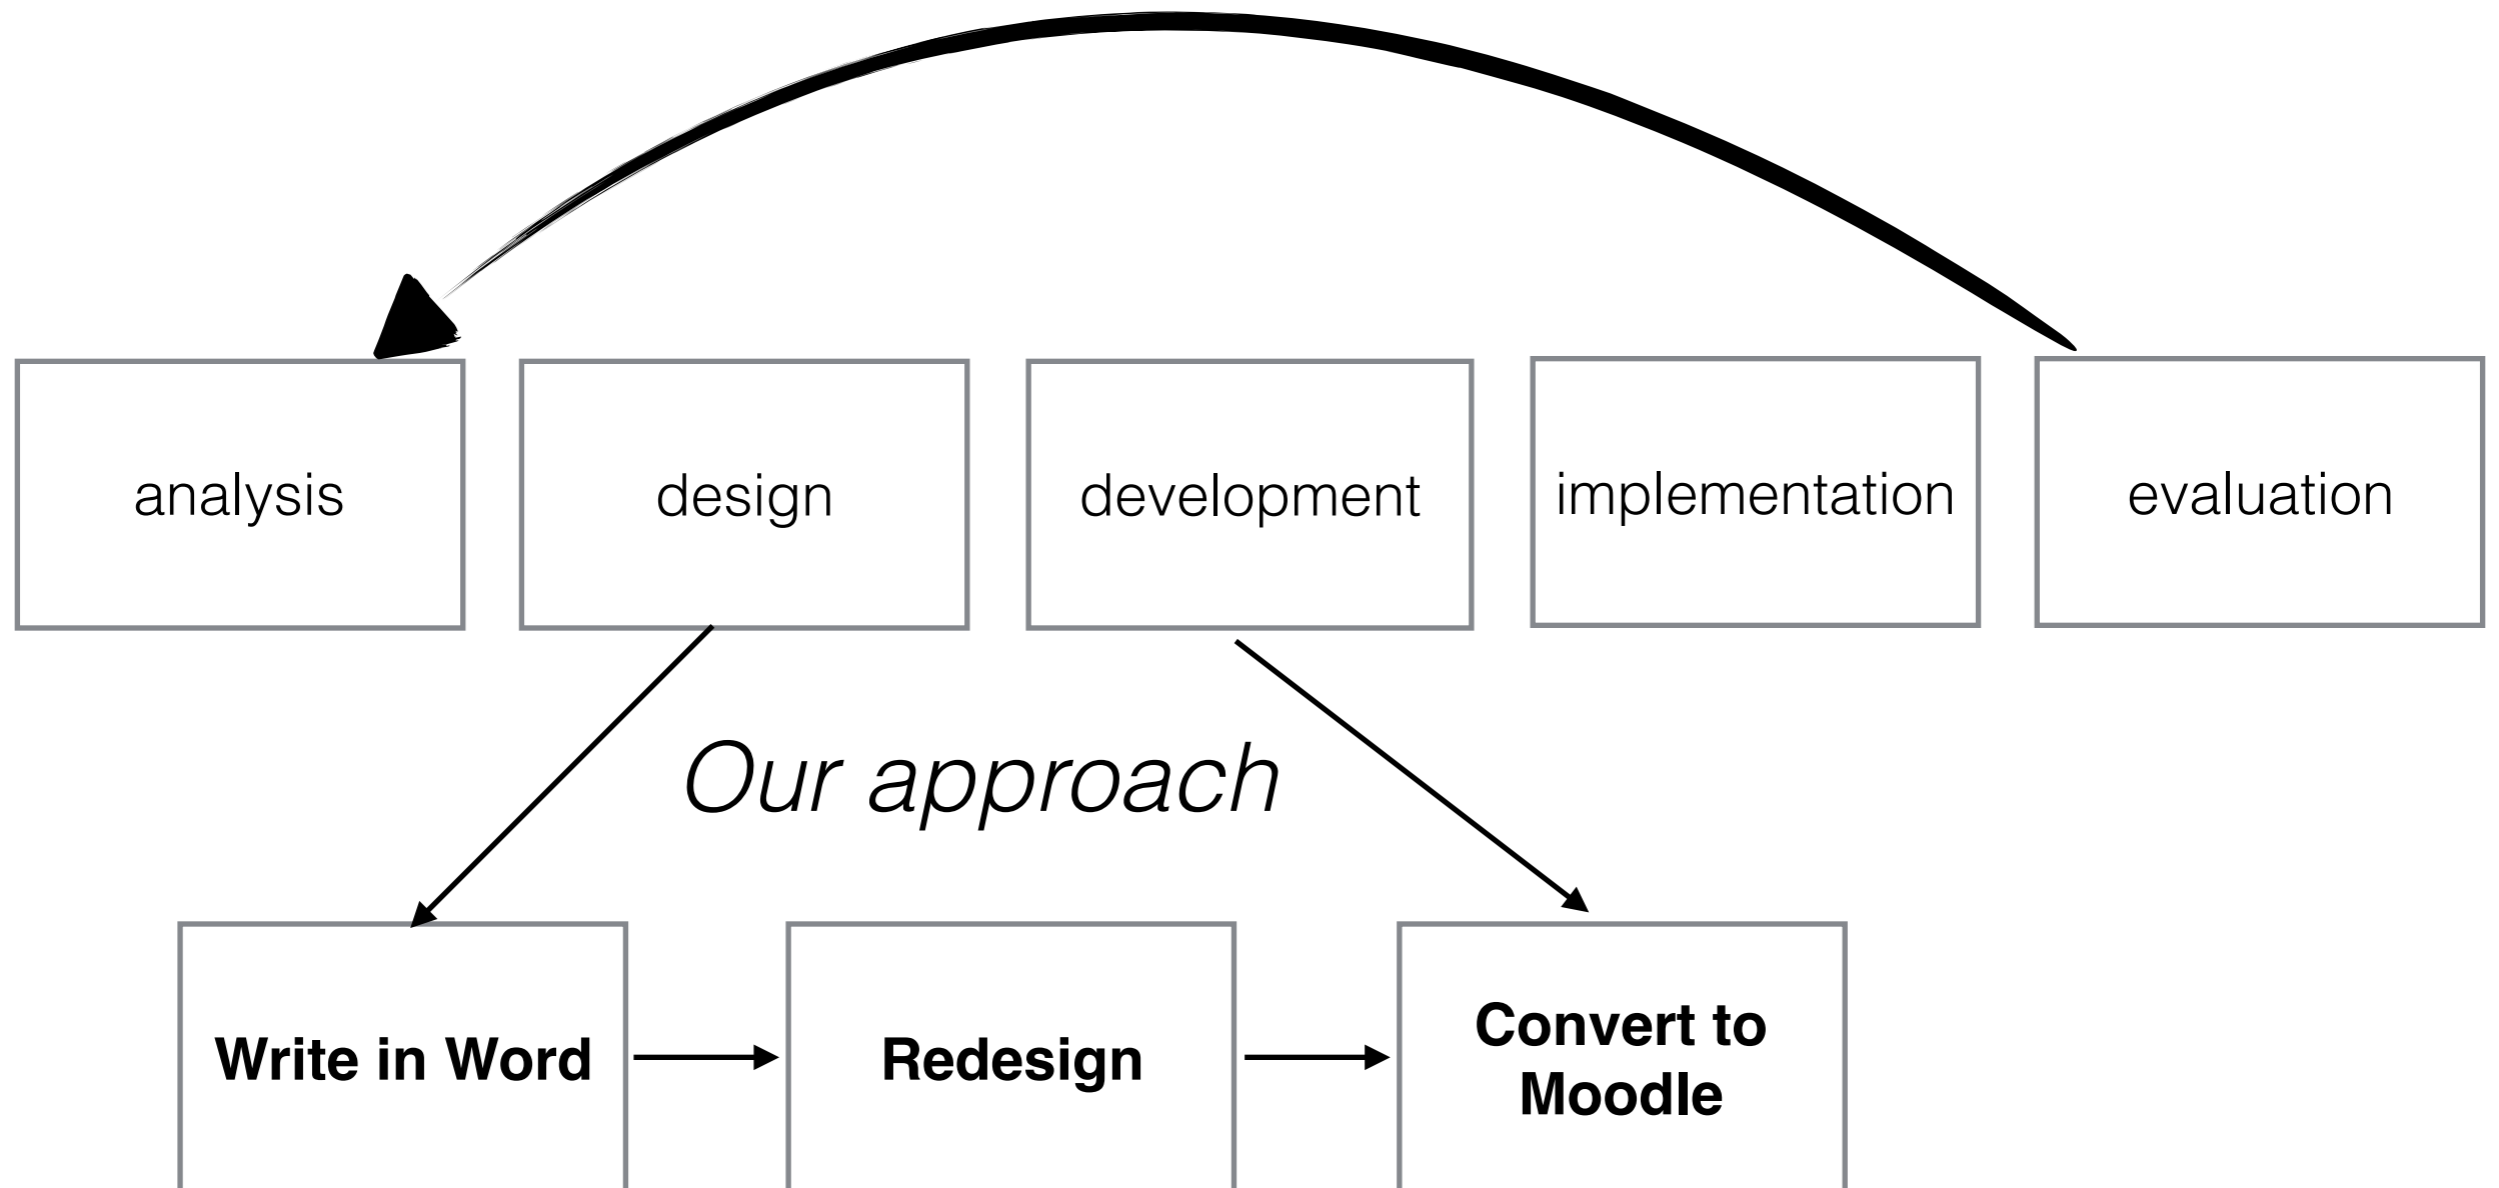 analysis
design
development
implementation
evaluation
Our approach
Write in Word
Redesign
Convert to
Moodle